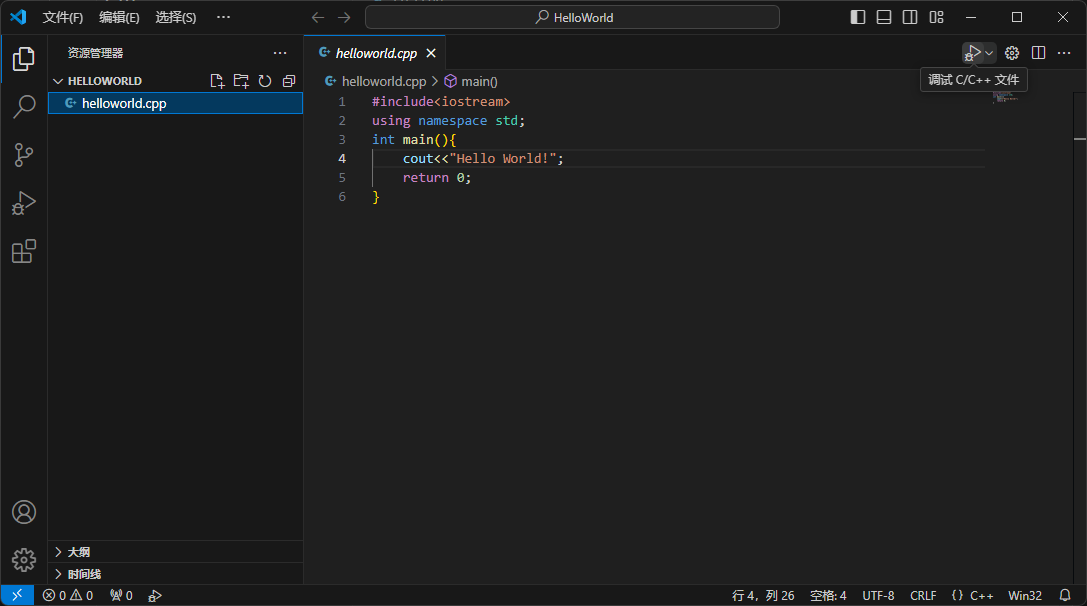 文件(F) 编辑(E) 选择(S) ··· HelloWorld
资源管理器 ···
HELLOWORLD
helloworld.cpp
helloworld.cpp
调试 C/C++ 文件
helloworld.cpp > main()
1 #include<iostream>
2 using namespace std;
3 int main(){
4 cout<<"Hello World!";
5 return 0;
6 }
大纲
时间线
0 0 0 行 4，列 26 空格: 4 UTF-8 CRLF {} C++ Win32